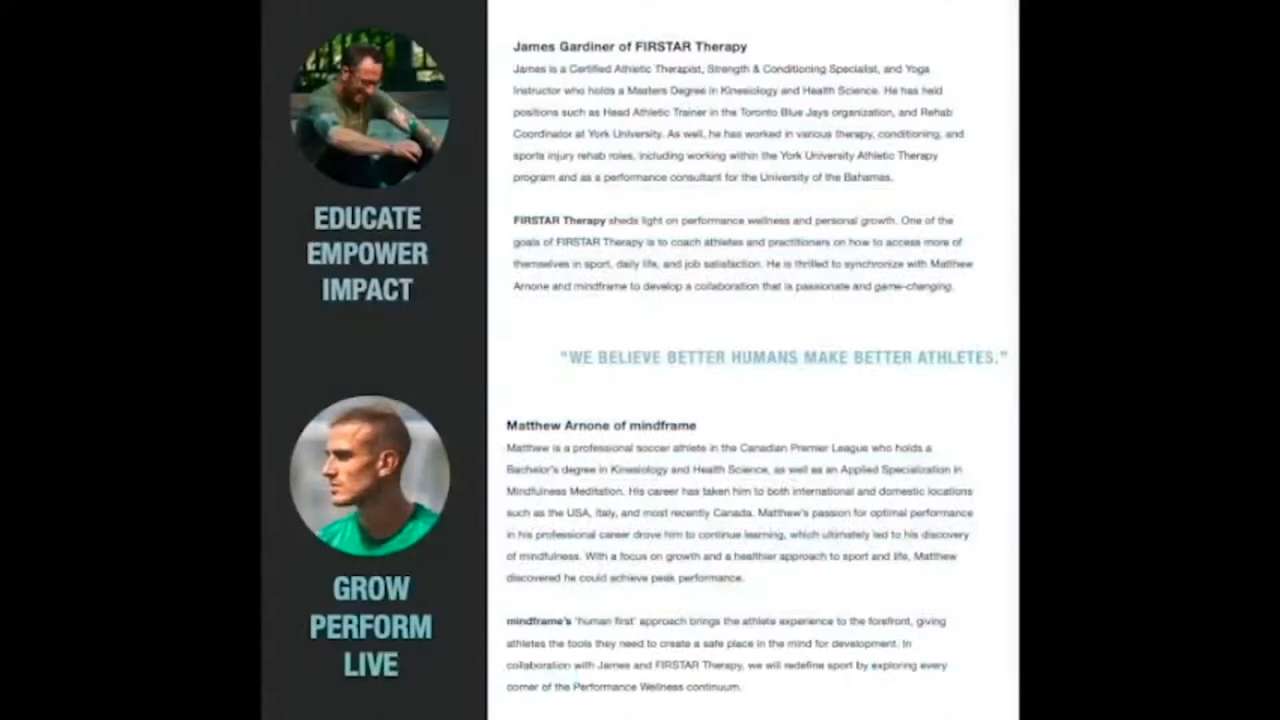 James Gardiner of FIRSTAR Therapy
James is a Certified Athletic Therapist, Strength & Conditioning Specialist, and Yoga
Instructor who holds a Masters Degree in Kinesiology and Health Science. He has held
positions such as Head Athletic Trainer in the Toronto Blue Jays organization, and Rehab
Coordinator at York University. As well, he has worked in various therapy, conditioning, and
sports injury rehab roles, including working within the York University Athletic Therapy
program and as a performance consultant for the University of the Bahamas.
EDUCATE
EMPOWER
IMPACT
FIRSTAR Therapy sheds light on performance wellness and personal growth. One of the
goals of FIRSTAR Therapy is to coach athletes and practitioners on how to access more of
themselves in sport, daily life, and job satisfaction. He is thrilled to synchronize with Matthew
Arnone and mindframe to develop a collaboration that is passionate and game-changing.
"WE BELIEVE BETTER HUMANS MAKE BETTER ATHLETES."
Matthew Arnone of mindframe
Matthew is a professional soccer athlete in the Canadian Premier League who holds a
Bachelor's degree in Kinesiology and Health Science, as well as an Applied Specialization in
Mindfulness Meditation. His career has taken him to both international and domestic locations
such as the USA, Italy, and most recently Canada. Matthew's passion for optimal performance
in his professional career drove him to continue learning, which ultimately led to his discovery
of mindfulness. With a focus on growth and a healthier approach to sport and life, Matthew
discovered he could achieve peak performance.
GROW
PERFORM
LIVE
mindframe's 'human first' approach brings the athlete experience to the forefront, giving
athletes the tools they need to create a safe place in the mind for development. In
collaboration with James and FIRSTAR Therapy, we will redefine sport by exploring every
corner of the Performance Wellness continuum.